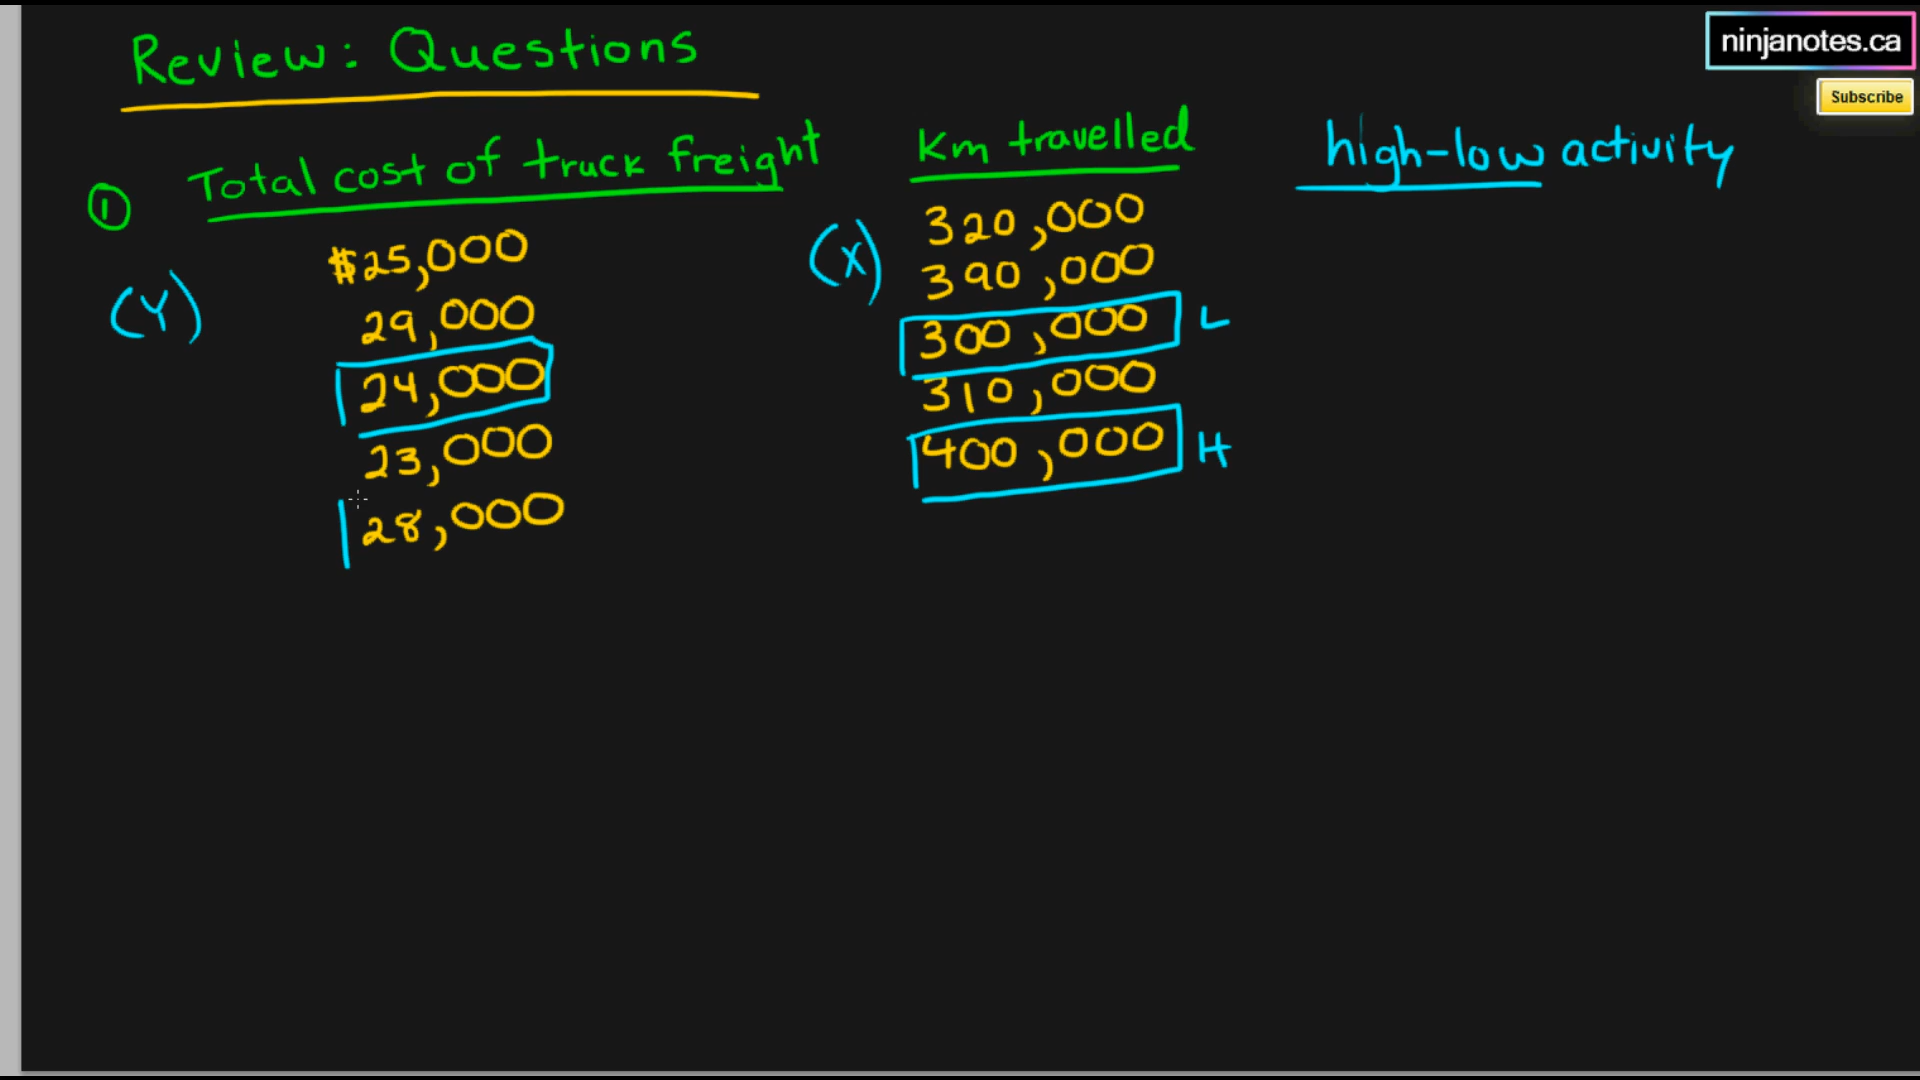 Review: Questions
ninjanotes.ca
Subscribe
① Total cost of truck freight Km travelled high-low activity
(Y) (X)
$25,000 320,000
29,000 390,000
24,000 300,000 L
23,000 310,000
28,000 400,000 H